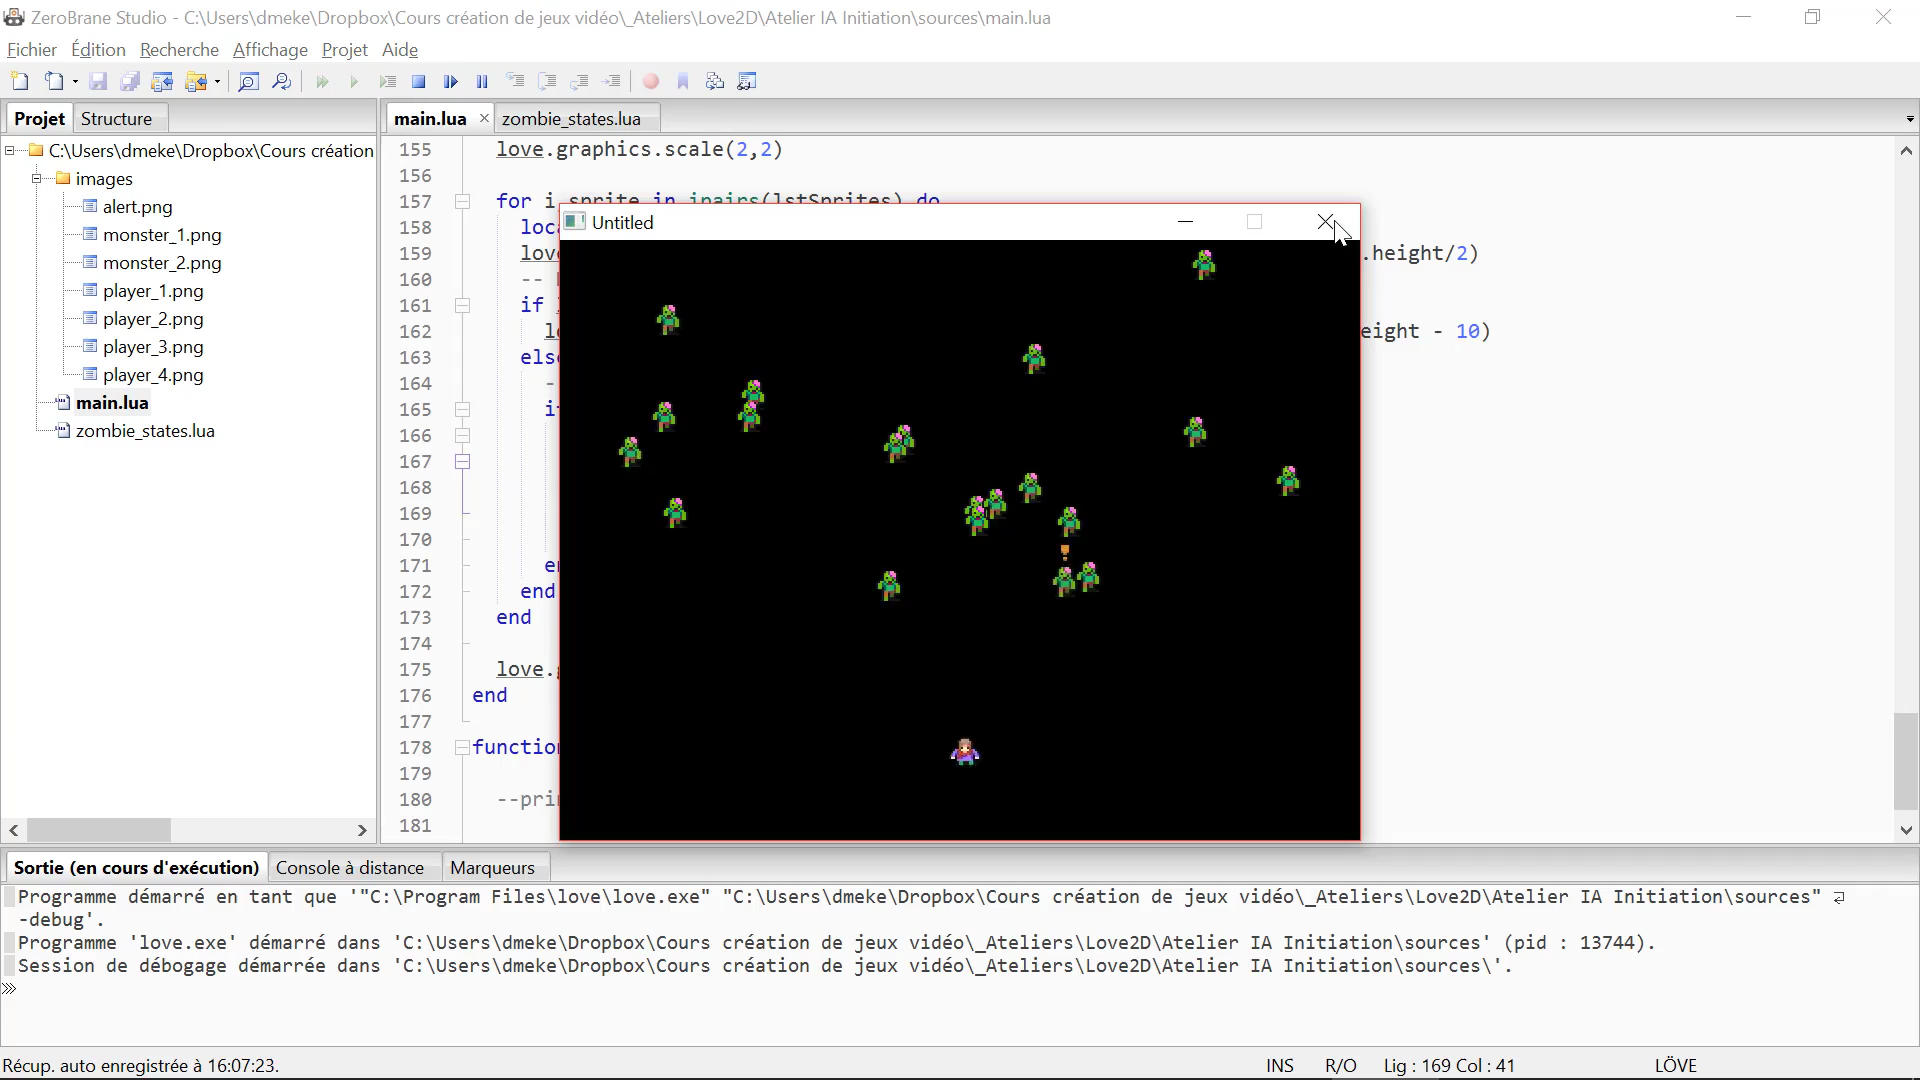 ZeroBrane Studio - C:\Users\dmeke\Dropbox\Cours création de jeux vidéo\_Ateliers\Love2D\Atelier IA Initiation\sources\main.lua
Fichier Édition Recherche Affichage Projet Aide
Projet Structure
main.lua zombie_states.lua
C:\Users\dmeke\Dropbox\Cours création
images
alert.png
monster_1.png
monster_2.png
player_1.png
player_2.png
player_3.png
player_4.png
main.lua
zombie_states.lua
155 love.graphics.scale(2,2)
156
157 for i,sprite in ipairs(lstSprites) do
Untitled
158 loc
159 lov .height/2)
160 --
161 if
162 lo eight - 10)
163 els
164 -
165 i
166
167
168
169
170
171 e
172 end
173 end
174
175 love.
176 end
177
178 functio
179
180 --pri
181
Sortie (en cours d'exécution) Console à distance Marqueurs
Programme démarré en tant que '"C:\Program Files\love\love.exe" "C:\Users\dmeke\Dropbox\Cours création de jeux vidéo\_Ateliers\Love2D\Atelier IA Initiation\sources"
-debug'.
Programme 'love.exe' démarré dans 'C:\Users\dmeke\Dropbox\Cours création de jeux vidéo\_Ateliers\Love2D\Atelier IA Initiation\sources' (pid : 13744).
Session de débogage démarrée dans 'C:\Users\dmeke\Dropbox\Cours création de jeux vidéo\_Ateliers\Love2D\Atelier IA Initiation\sources\'.
Récup. auto enregistrée à 16:07:23. INS R/O Lig : 169 Col : 41 LÖVE